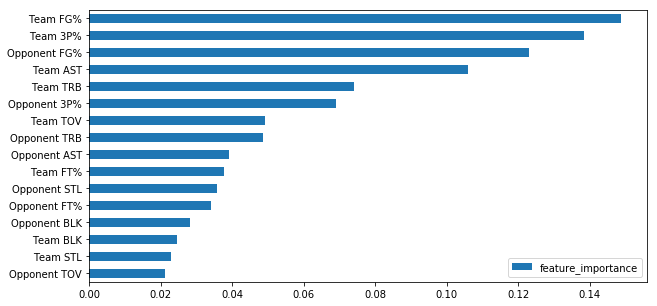 Team FG%
Team 3P%
Opponent FG%
Team AST
Team TRB
Opponent 3P%
Team TOV
Opponent TRB
Opponent AST
Team FT%
Opponent STL
Opponent FT%
Opponent BLK
Team BLK
Team STL
Opponent TOV
feature_importance
0.00 0.02 0.04 0.06 0.08 0.10 0.12 0.14